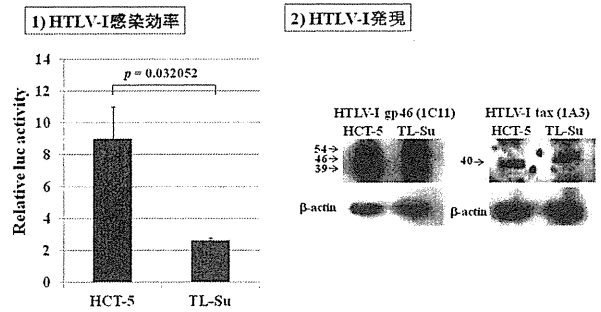 1) HTLV-I感染効率
14
12
10
8
6
4
2
0
Relative luc activity
p = 0.032052
HCT-5 TL-Su
2) HTLV-I発現
HTLV-I gp46 (1C11)
HCT-5 TL-Su
54→
46→
39→
β-actin
HTLV-I tax (1A3)
HCT-5 TL-Su
40→
β-actin